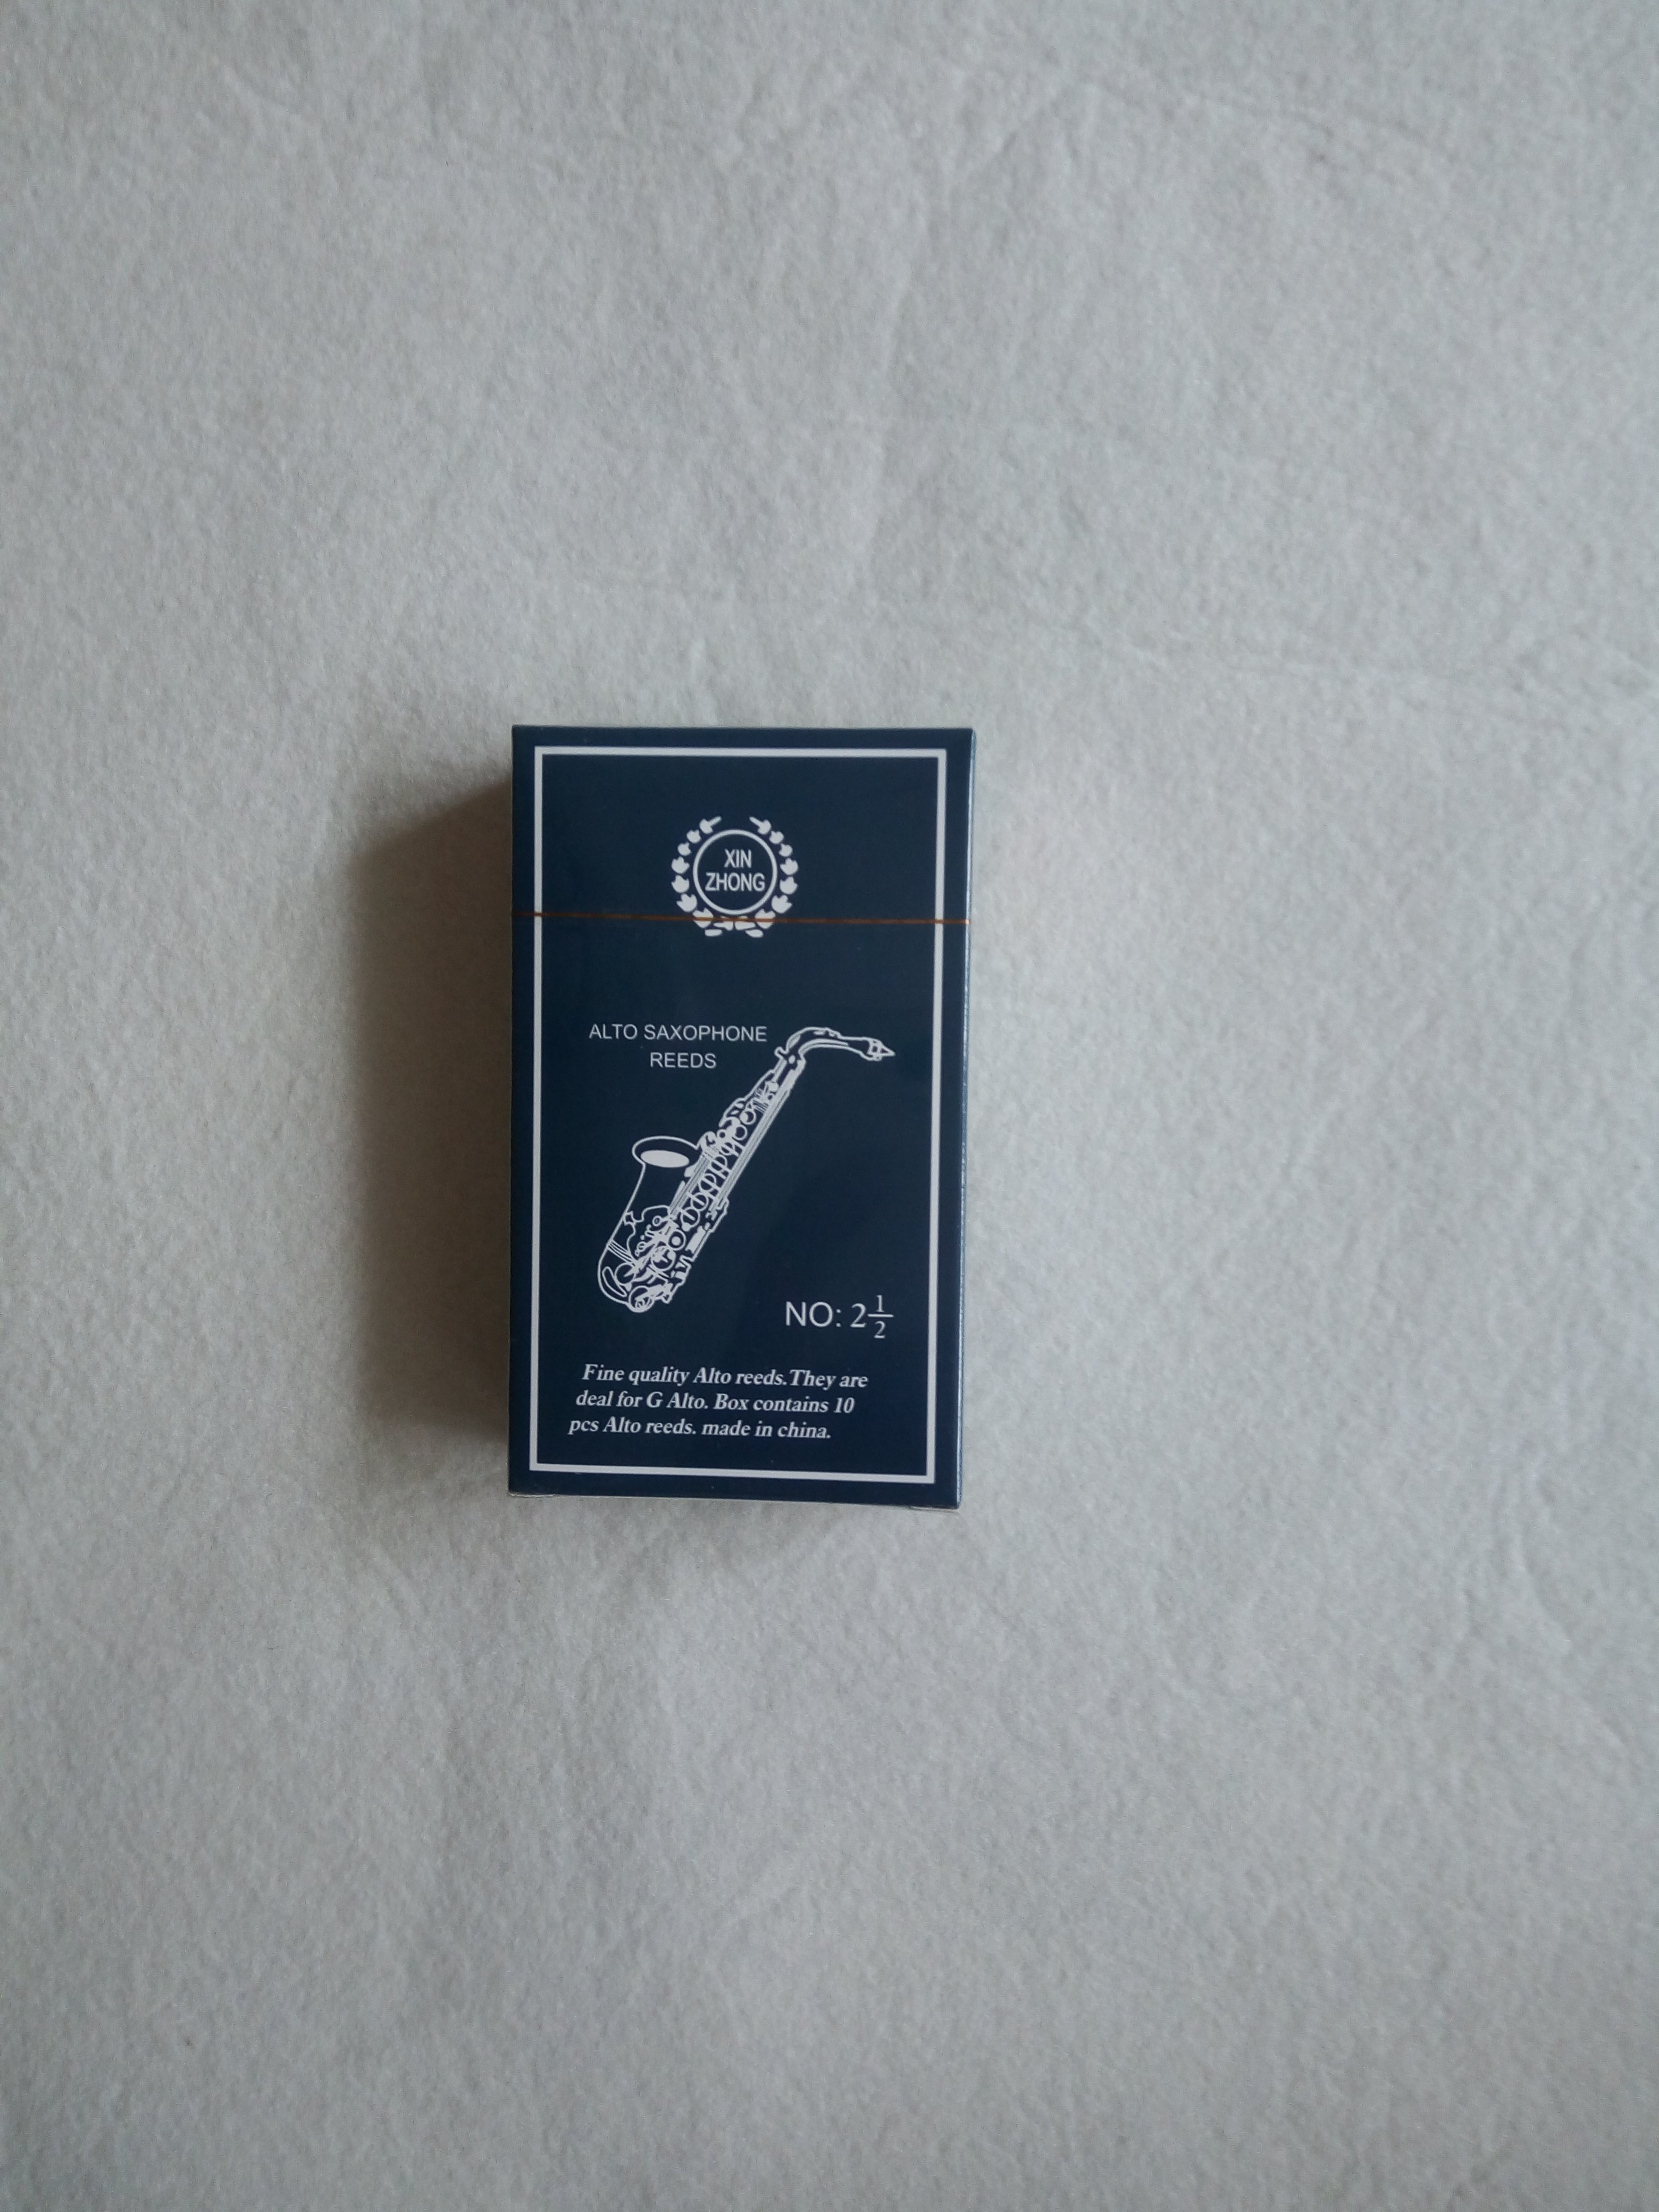 XIN
ZHONG
ALTO SAXOPHONE
REEDS
NO: 2 1/2
Fine quality Alto reeds.They are
deal for G Alto. Box contains 10
pcs Alto reeds. made in china.